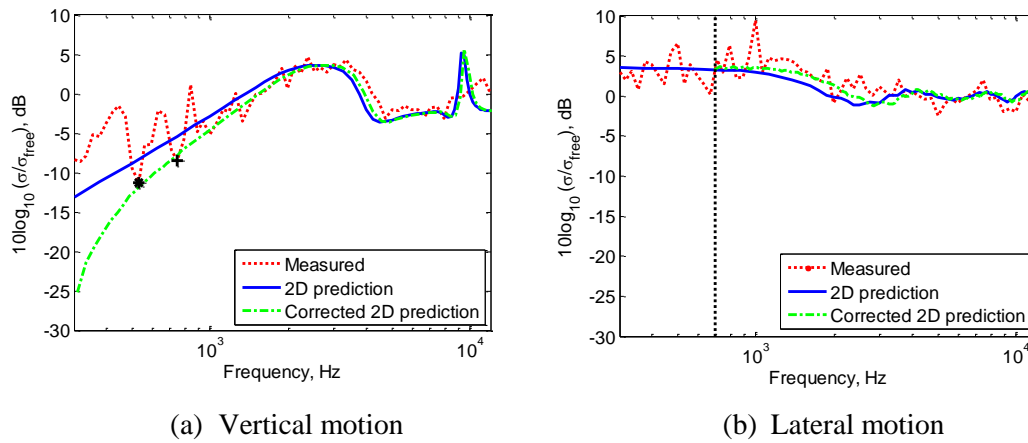 10
5
0
-5
-10
-15
-20
-25
-30
10log₁₀ (σ/σ_free), dB
10³
10⁴
Frequency, Hz
Measured
2D prediction
Corrected 2D prediction
(a) Vertical motion
10
5
0
-5
-10
-15
-20
-25
-30
10log₁₀ (σ/σ_free), dB
10³
10⁴
Frequency, Hz
Measured
2D prediction
Corrected 2D prediction
(b) Lateral motion